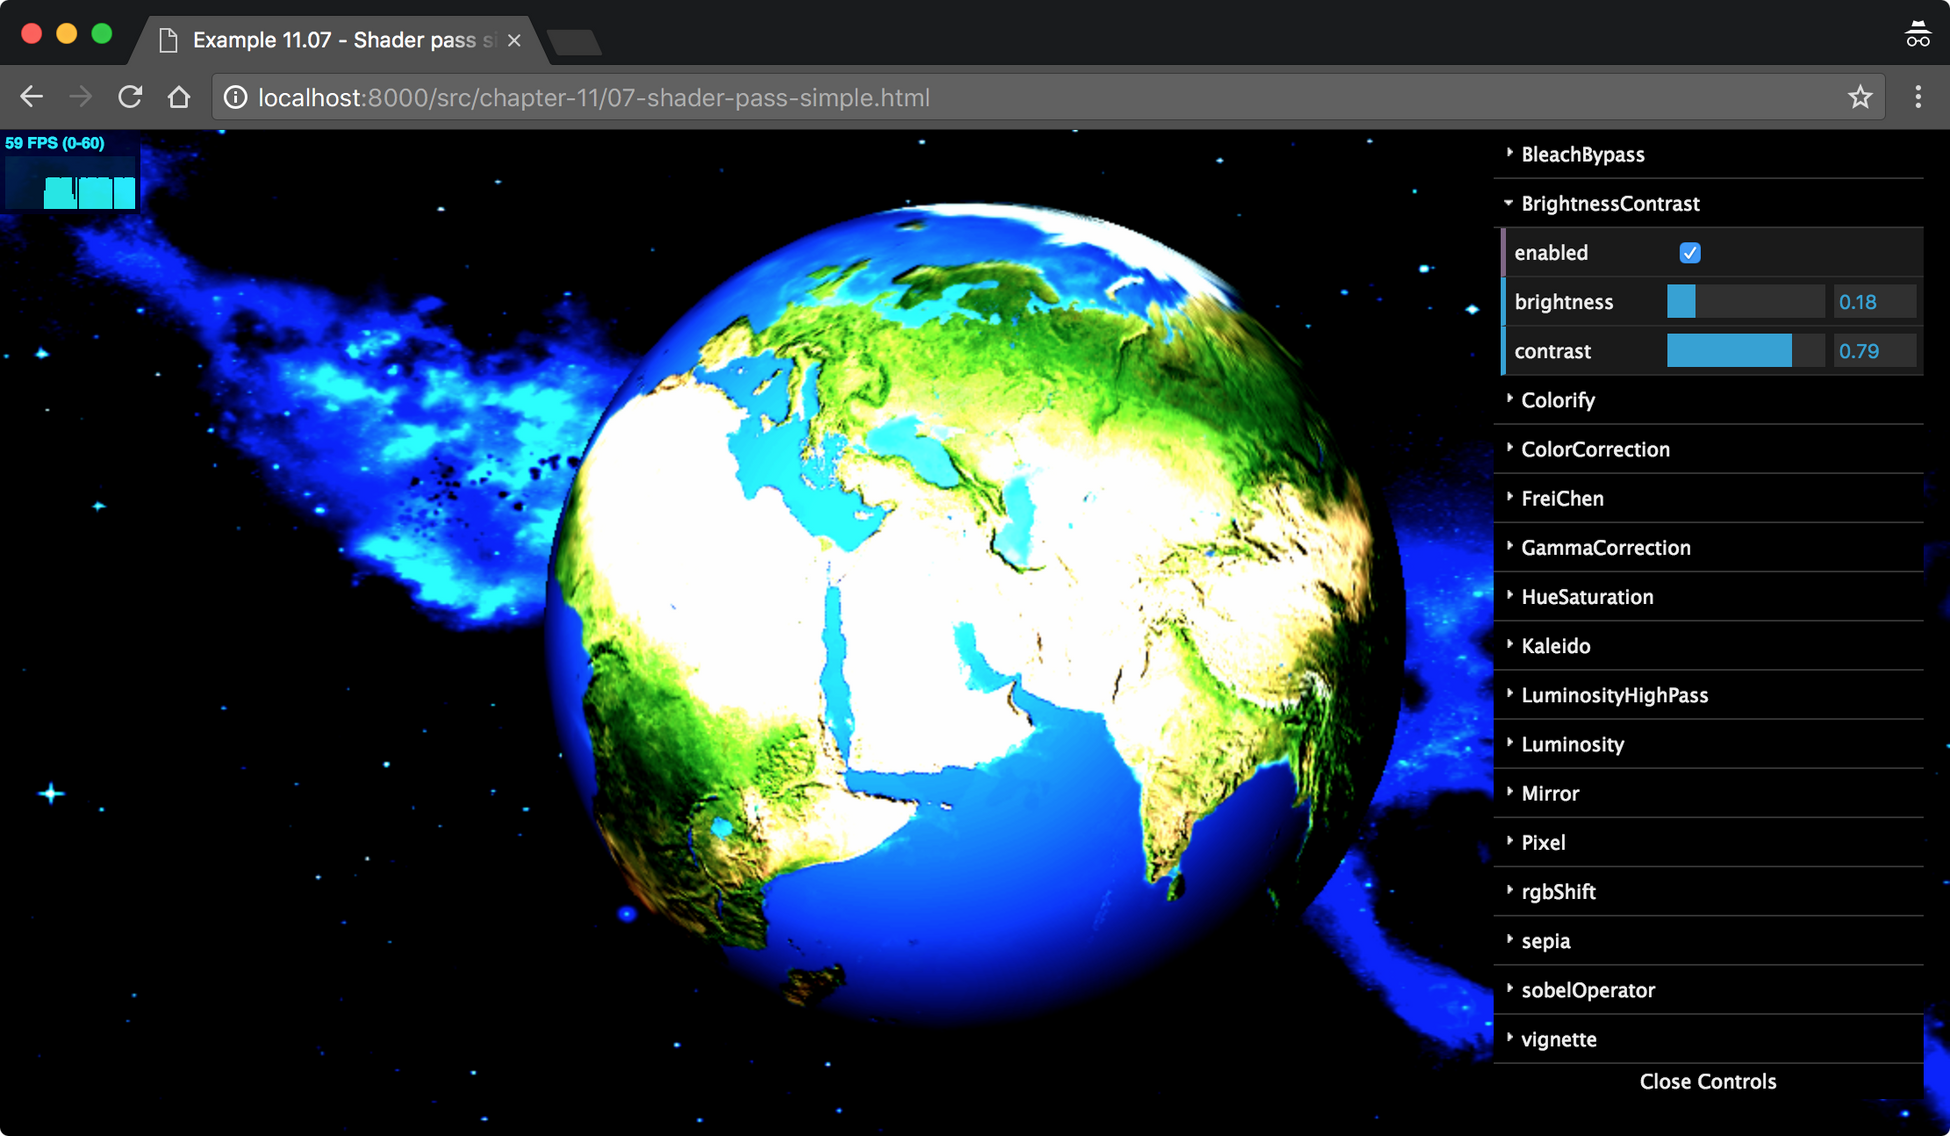 Example 11.07 - Shader pass si
localhost:8000/src/chapter-11/07-shader-pass-simple.html
59 FPS (0-60)
BleachBypass
BrightnessContrast
enabled
brightness 0.18
contrast 0.79
Colorify
ColorCorrection
FreiChen
GammaCorrection
HueSaturation
Kaleido
LuminosityHighPass
Luminosity
Mirror
Pixel
rgbShift
sepia
sobelOperator
vignette
Close Controls